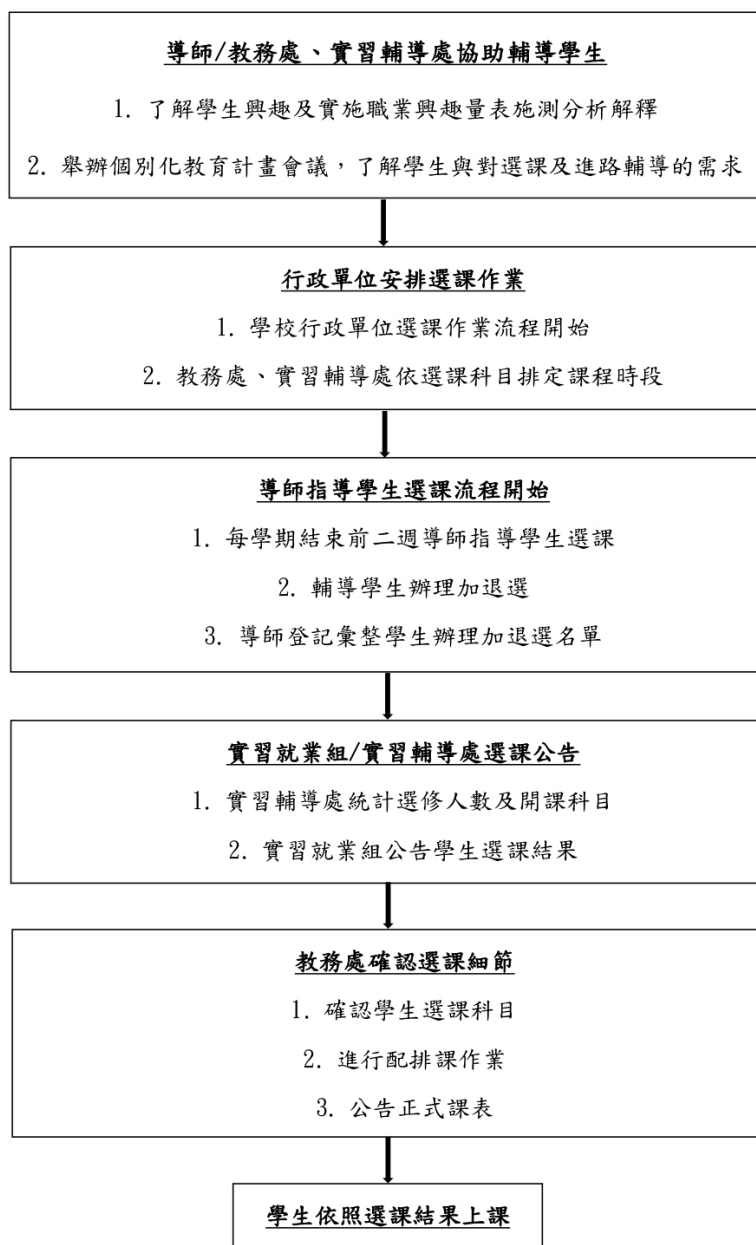 導師/教務處、實習輔導處協助輔導學生
1. 了解學生興趣及實施職業興趣量表施測分析解釋
2. 舉辦個別化教育計畫會議，了解學生與對選課及進路輔導的需求
行政單位安排選課作業
1. 學校行政單位選課作業流程開始
2. 教務處、實習輔導處依選課科目排定課程時段
導師指導學生選課流程開始
1. 每學期結束前二週導師指導學生選課
2. 輔導學生辦理加退選
3. 導師登記彙整學生辦理加退選名單
實習就業組/實習輔導處選課公告
1. 實習輔導處統計選修人數及開課科目
2. 實習就業組公告學生選課結果
教務處確認選課細節
1. 確認學生選課科目
2. 進行配排課作業
3. 公告正式課表
學生依照選課結果上課